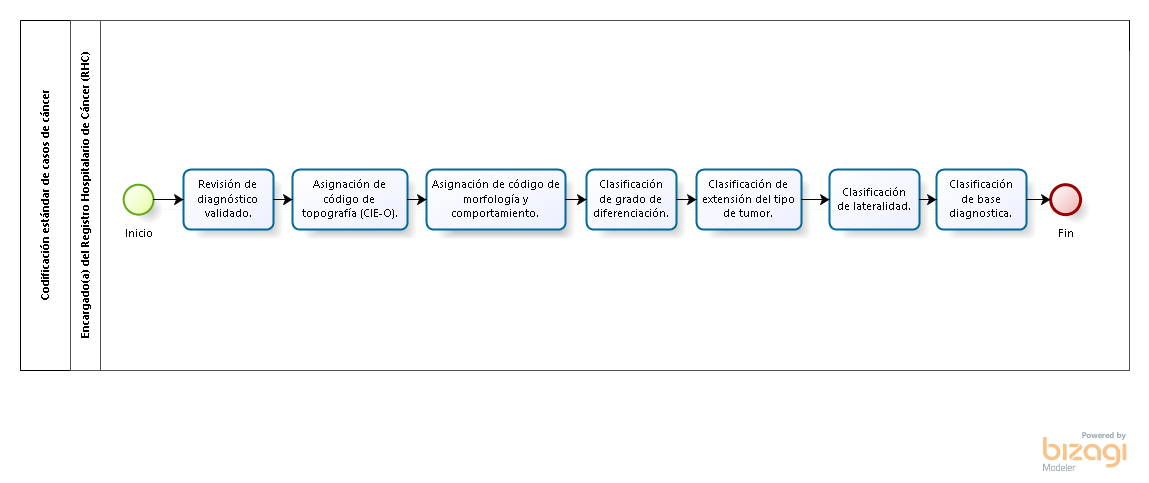 Codificación estándar de casos de cáncer
Encargado(a) del Registro Hospitalario de Cáncer (RHC)
Inicio
Revisión de
diagnóstico
validado.
Asignación de
código de
topografía (CIE-O).
Asignación de código de
morfología y
comportamiento.
Clasificación
de grado de
diferenciación.
Clasificación de
extensión del tipo
de tumor.
Clasificación
de lateralidad.
Clasificación
de base
diagnostica.
Fin
Powered by
bizagi
Modeler